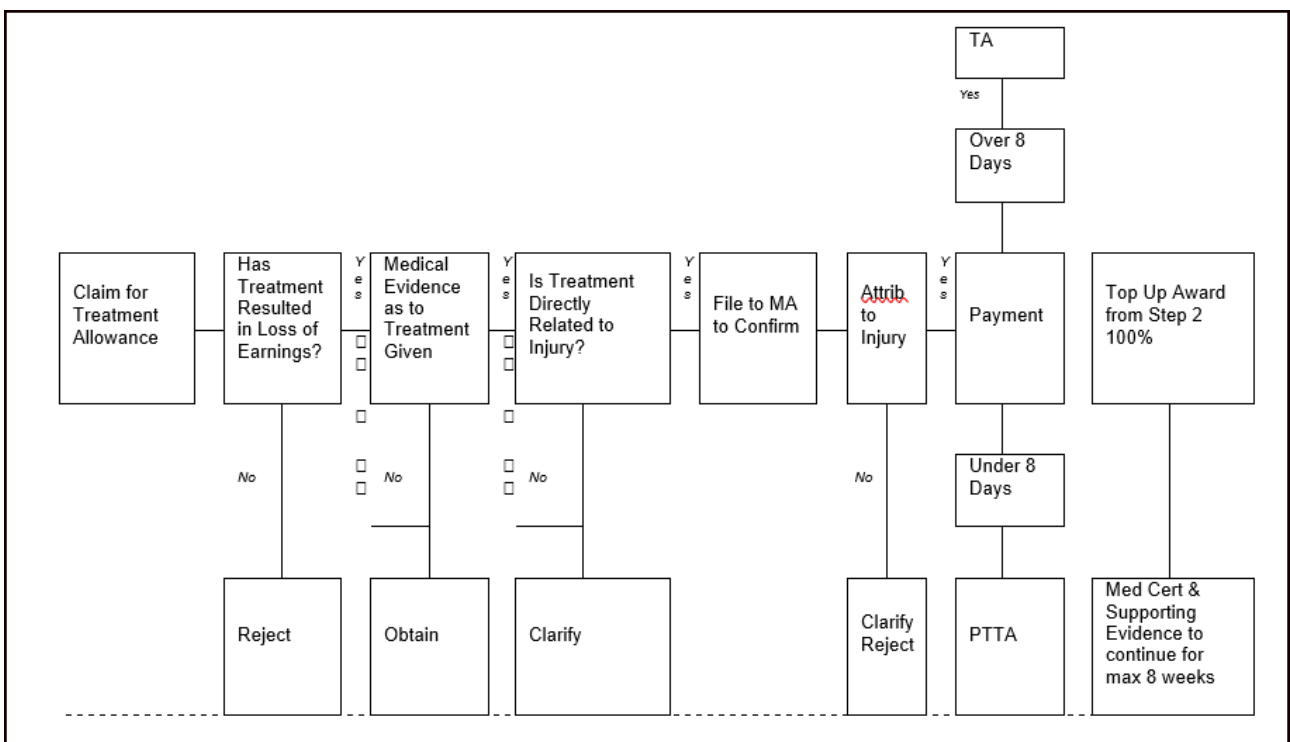 TA
Yes
Over 8
Days
Claim for
Treatment
Allowance
Has
Treatment
Resulted
in Loss of
Earnings?
Yes
Medical
Evidence
as to
Treatment
Given
Yes
Is Treatment
Directly
Related to
Injury?
Yes
File to MA
to Confirm
Attrib
to
Injury
Yes
Payment
Top Up Award
from Step 2
100%
No
No
No
No
Under 8
Days
Reject
Obtain
Clarify
Clarify
Reject
PTTA
Med Cert &
Supporting
Evidence to
continue for
max 8 weeks